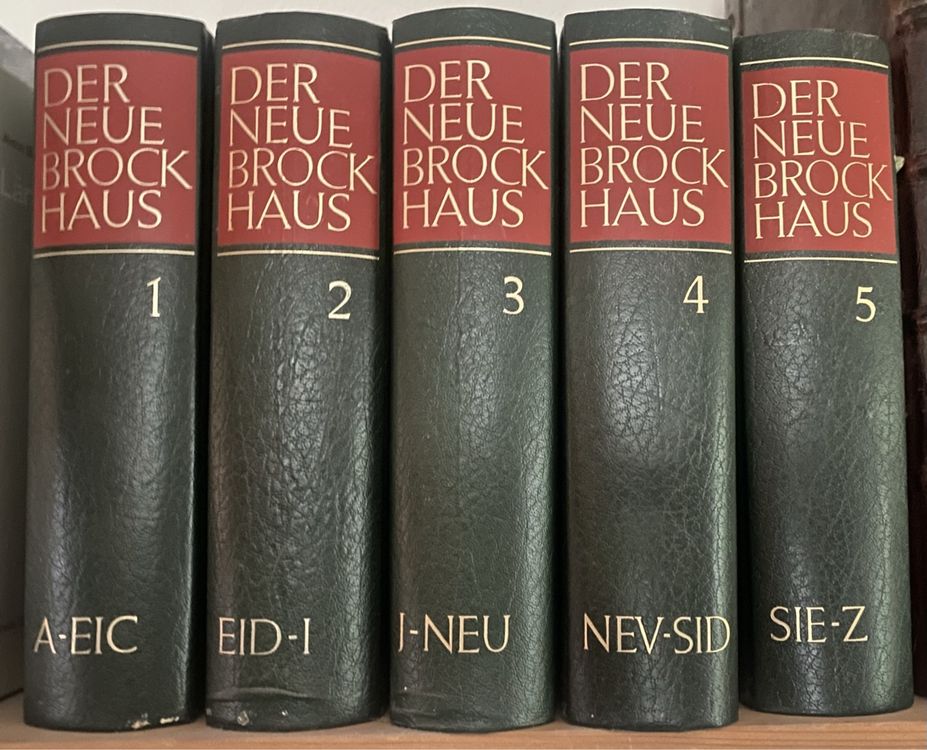 DER
NEUE
BROCK
HAUS
1
A-EIC
DER
NEUE
BROCK
HAUS
2
EID-I
DER
NEUE
BROCK
HAUS
3
J-NEU
DER
NEUE
BROCK
HAUS
4
NEV-SID
DER
NEUE
BROCK
HAUS
5
SIE-Z